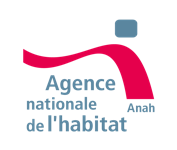 Agence
nationale
de l'habitat
Anah